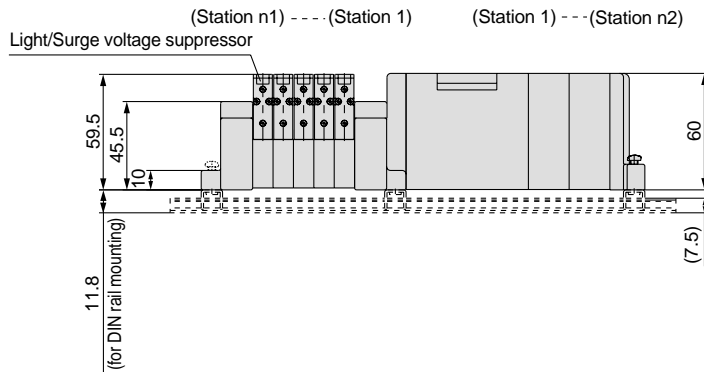 (Station n1) ---- (Station 1)
(Station 1) --- (Station n2)
Light/Surge voltage suppressor
59.5
45.5
10
60
11.8
(for DIN rail mounting)
(7.5)